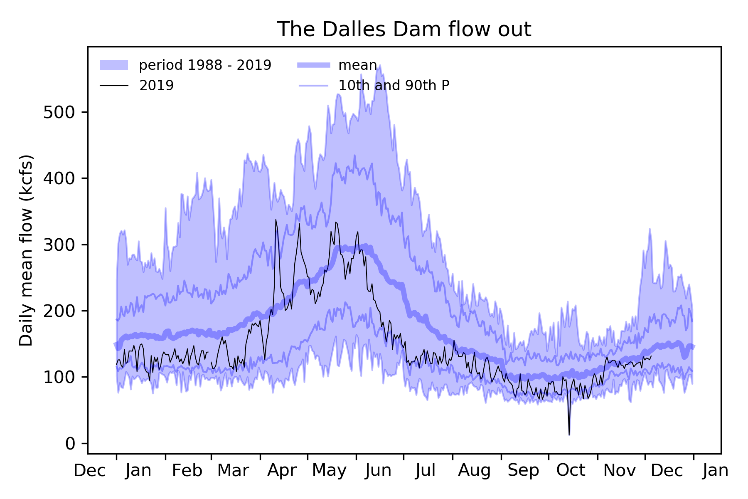 The Dalles Dam flow out
period 1988 - 2019 mean
2019 10th and 90th P
Daily mean flow (kcfs)
500
400
300
200
100
0
Dec Jan Feb Mar Apr May Jun Jul Aug Sep Oct Nov Dec Jan